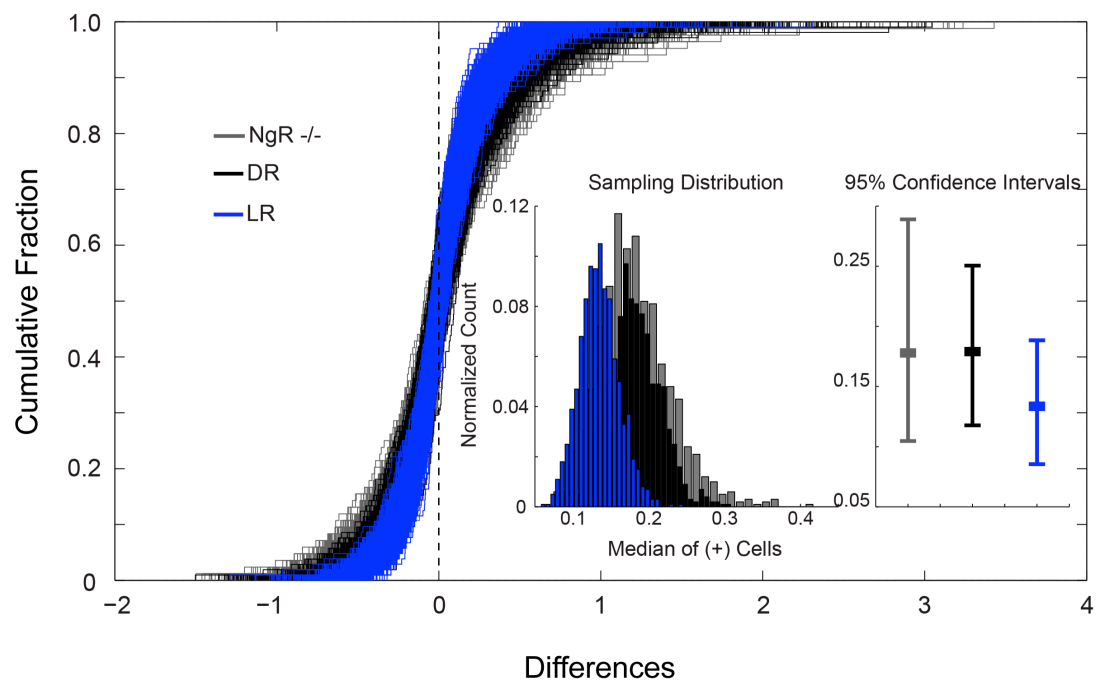 1.0
0.8
0.6
0.4
0.2
0
Cumulative Fraction
NgR -/-
DR
LR
Sampling Distribution
0.12
0.08
0.04
0
Normalized Count
0.1 0.2 0.3 0.4
Median of (+) Cells
95% Confidence Intervals
0.25
0.15
0.05
−2 −1 0 1 2 3 4
Differences